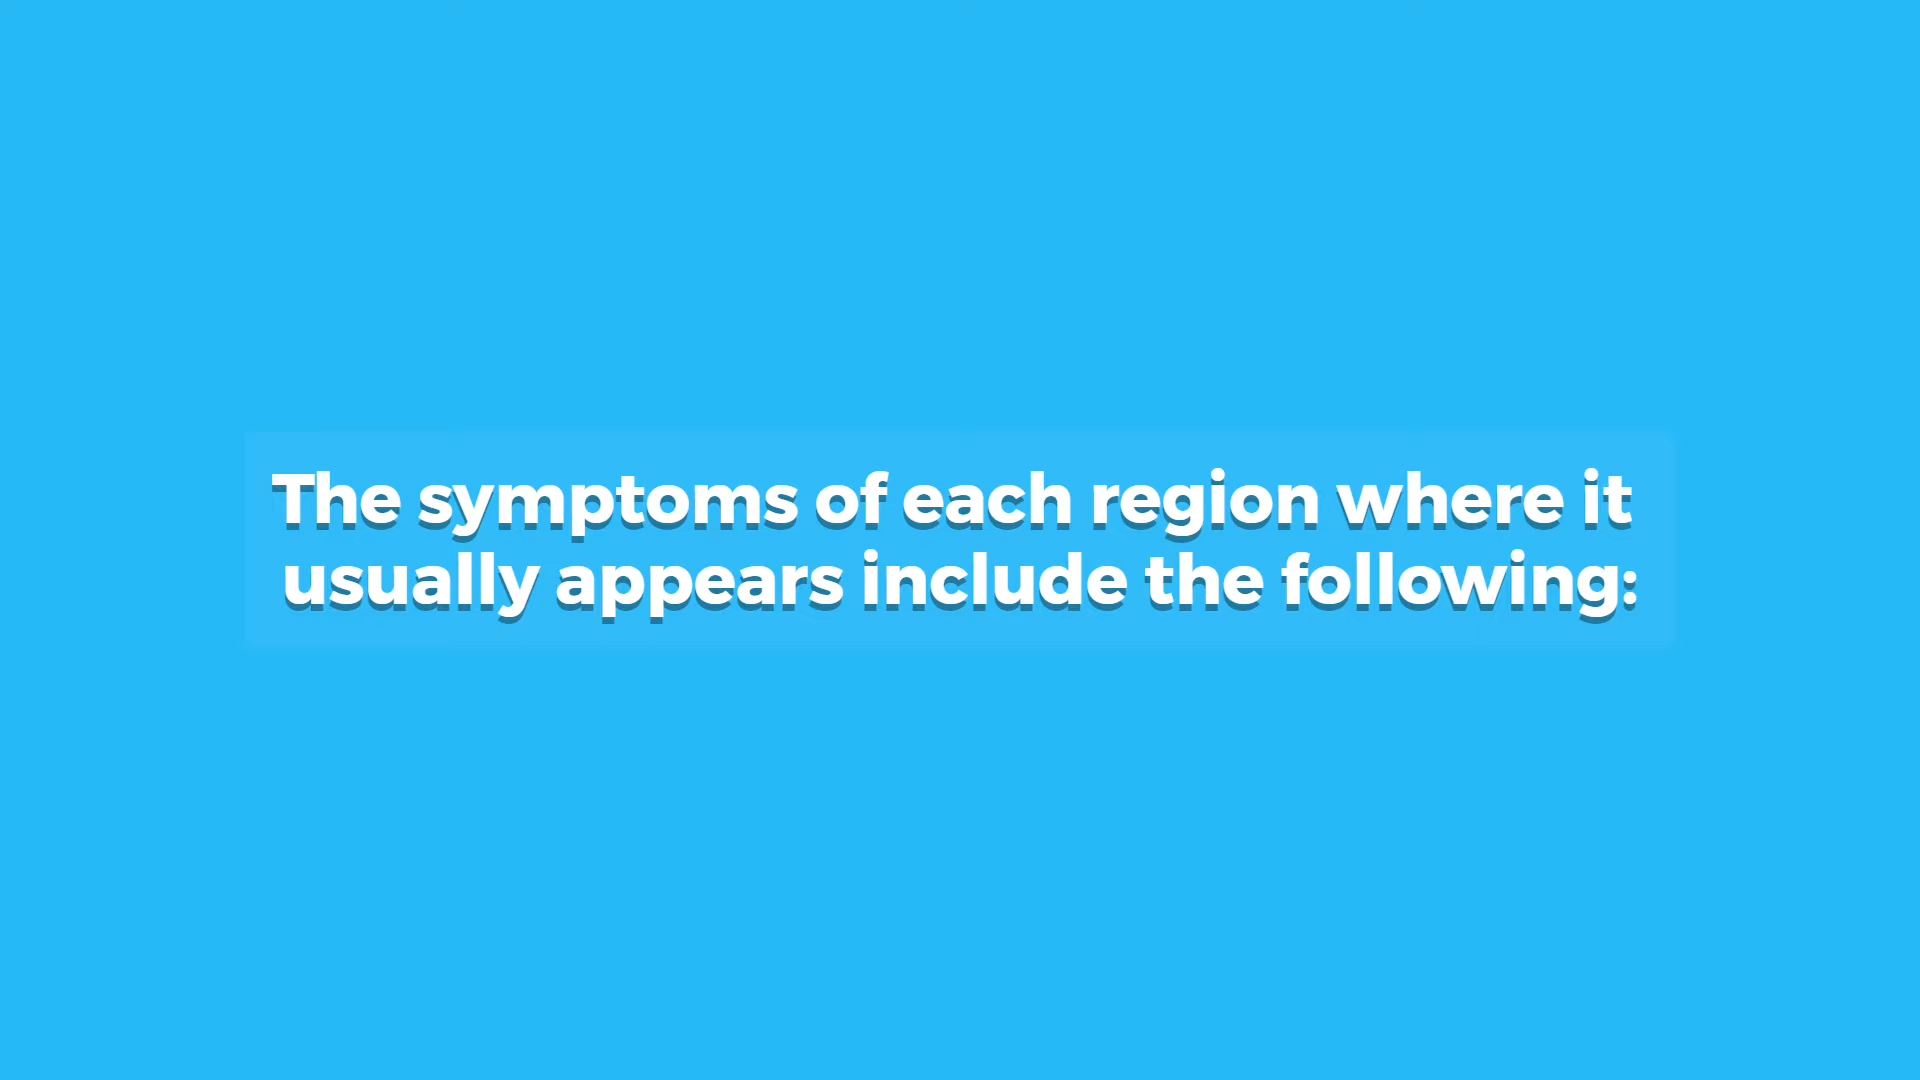 The symptoms of each region where it
usually appears include the following: